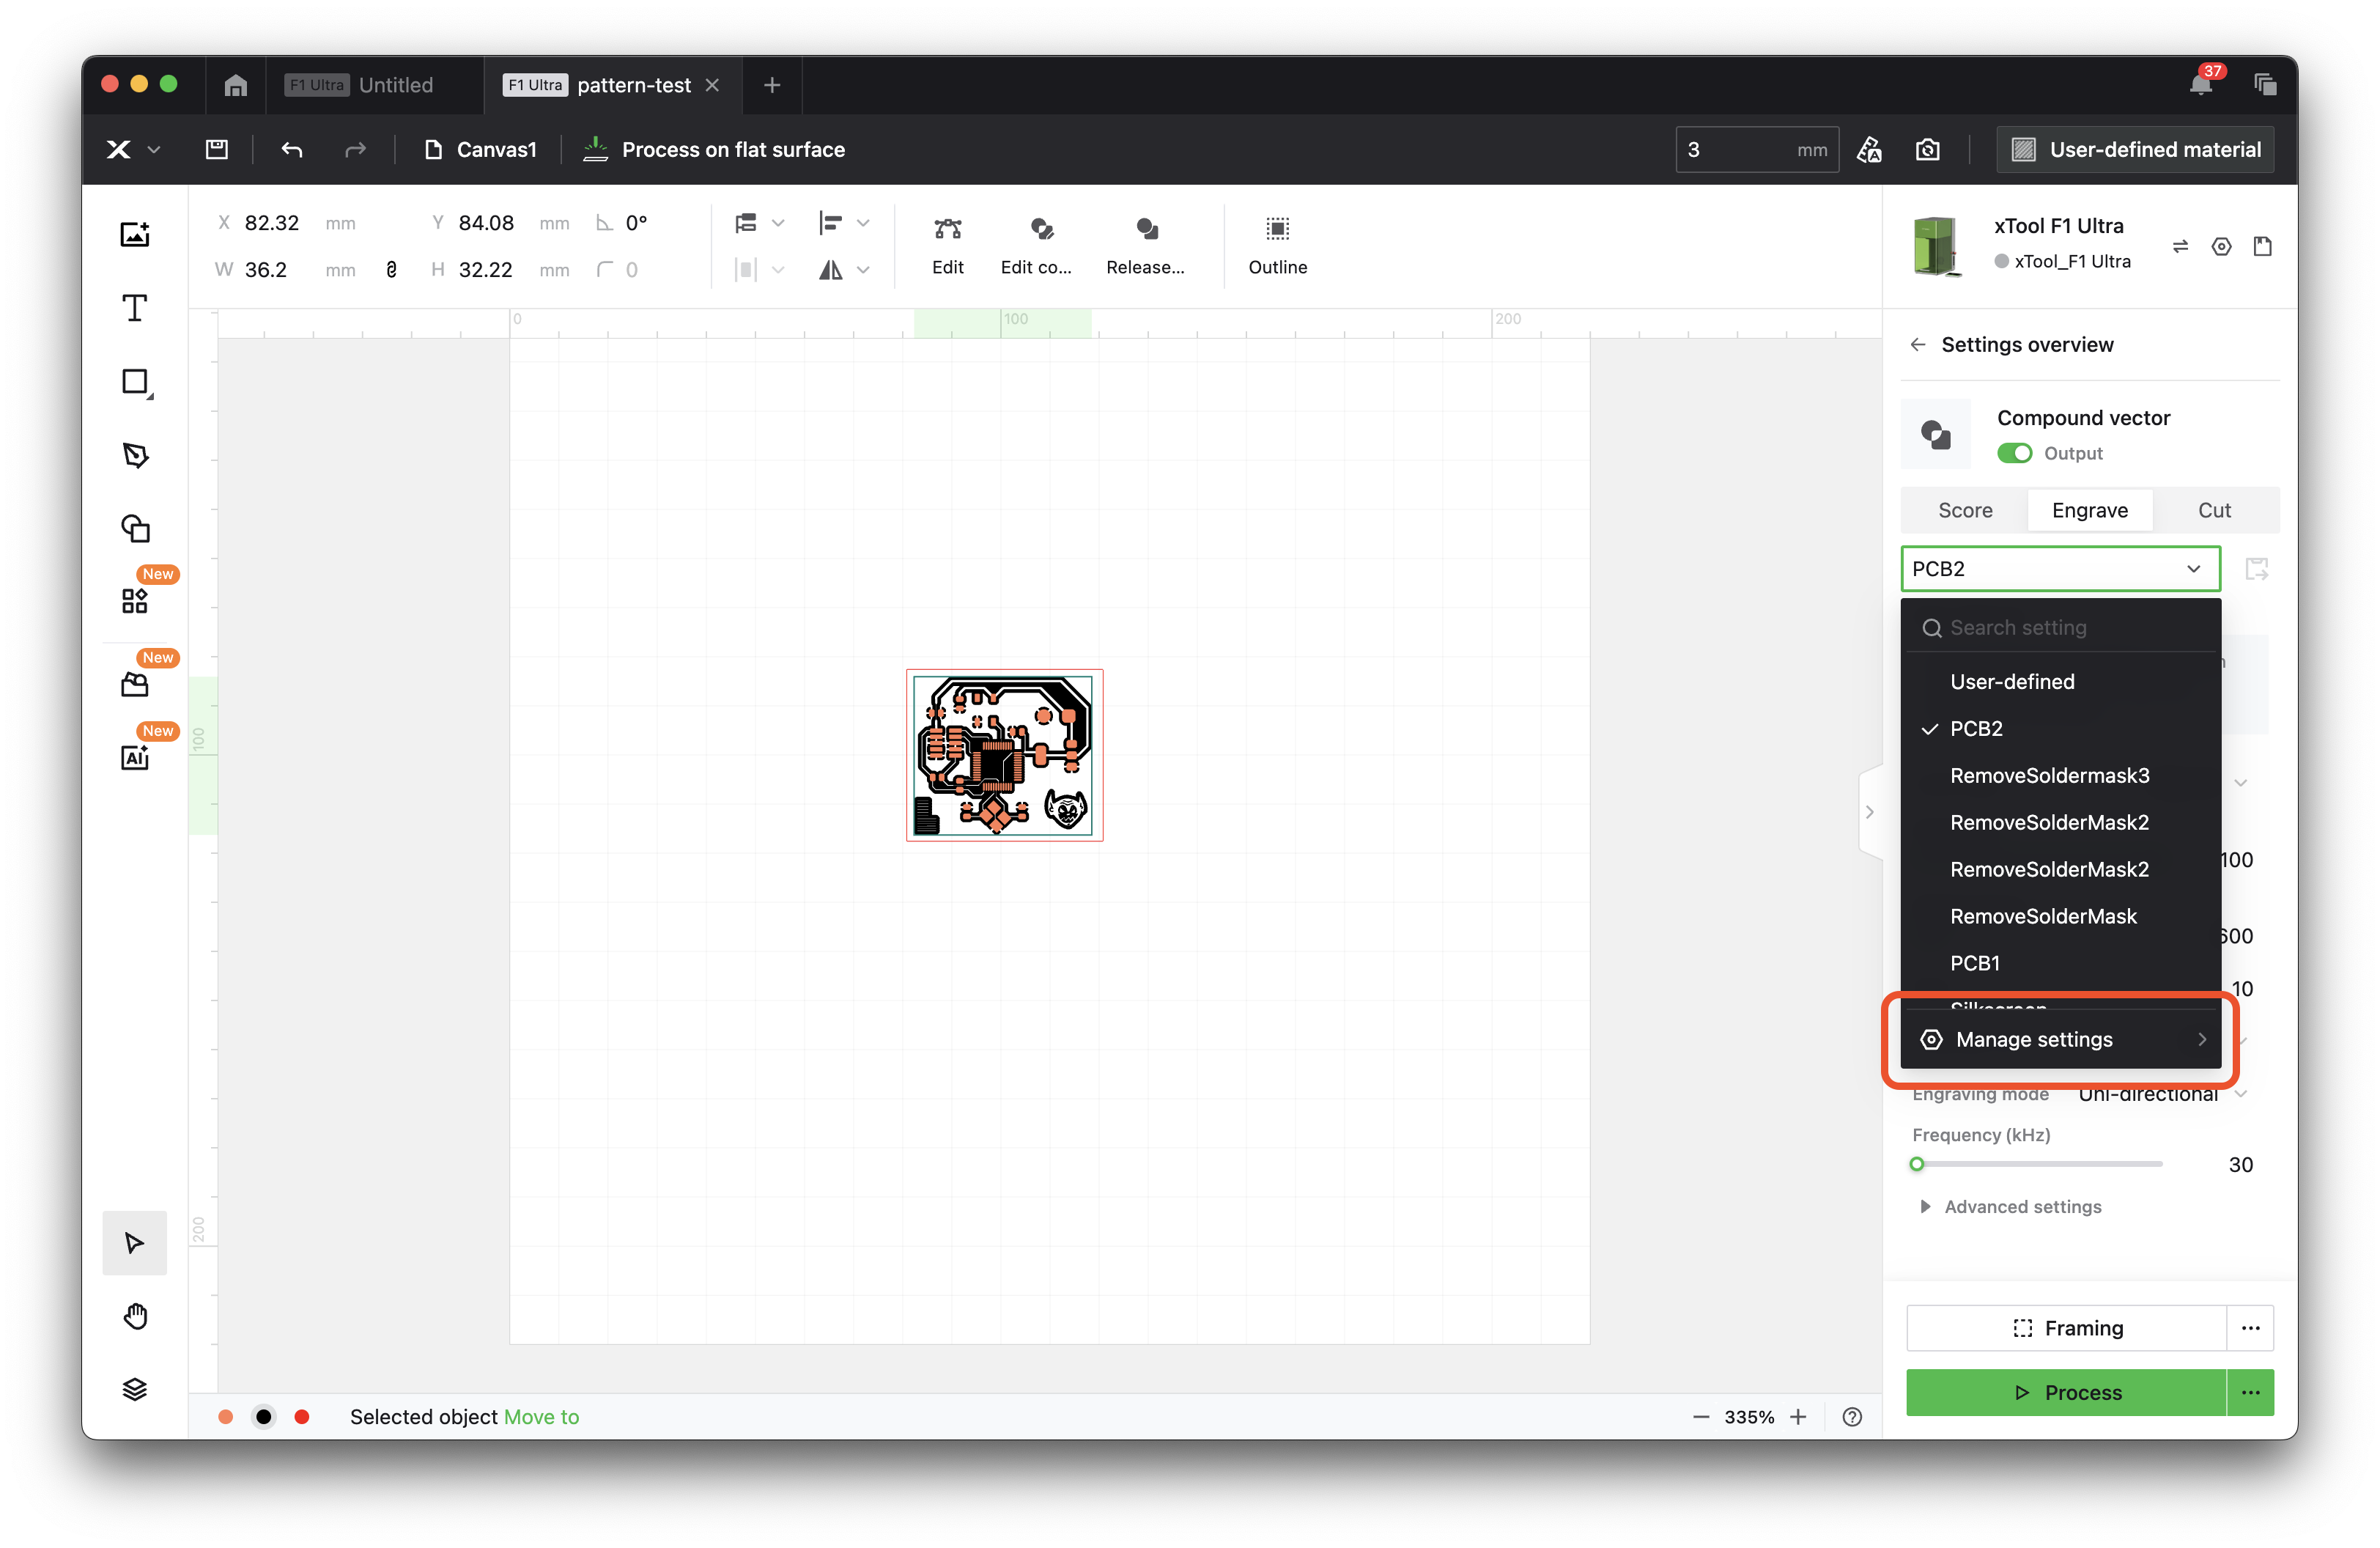 F1 Ultra Untitled
F1 Ultra pattern-test
37
Canvas1
Process on flat surface
3 mm
User-defined material
X 82.32 mm Y 84.08 mm 0°
W 36.2 mm H 32.22 mm 0
Edit
Edit co...
Release...
Outline
xTool F1 Ultra
xTool_F1 Ultra
0 100 200
100
200
New
New
New
AI
Settings overview
Compound vector
Output
Score Engrave Cut
PCB2
Search setting
User-defined
PCB2
RemoveSoldermask3
RemoveSolderMask2
RemoveSolderMask2
RemoveSolderMask
PCB1
Silkscreen
Manage settings
100
600
10
Engraving mode Uni-directional
Frequency (kHz)
30
Advanced settings
Framing
Process
Selected object Move to
335%